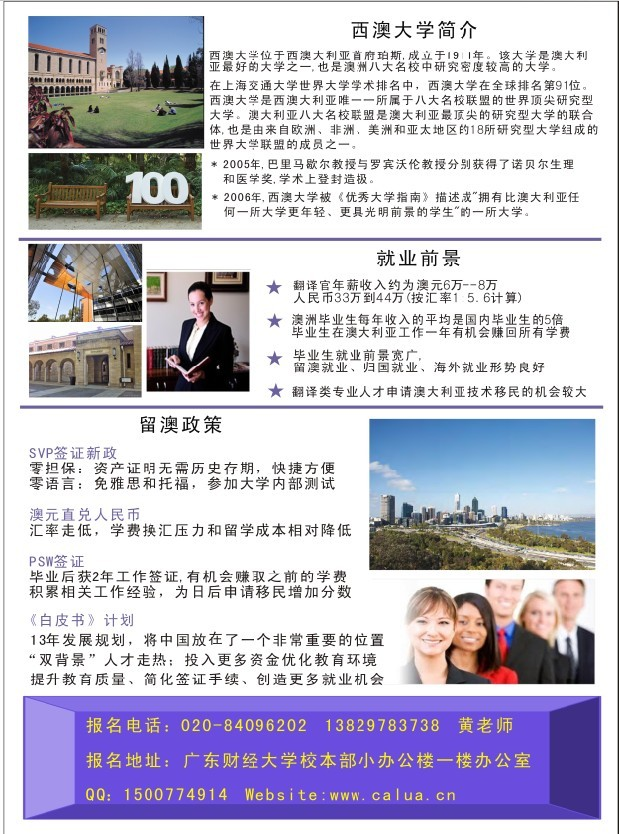 西澳大学简介
西澳大学位于西澳大利亚首府珀斯,成立于1911年。该大学是澳大利
亚最好的大学之一,也是澳洲八大名校中研究密度较高的大学。
在上海交通大学世界大学学术排名中，西澳大学在全球排名第91位。
西澳大学是西澳大利亚唯一一所属于八大名校联盟的世界顶尖研究型
大学。澳大利亚八大名校联盟是澳大利亚最顶尖的研究型大学的联合
体,也是由来自欧洲、非洲、美洲和亚太地区的18所研究型大学组成的
世界大学联盟的成员之一。
* 2005年,巴里马歇尔教授与罗宾沃伦教授分别获得了诺贝尔生理
和医学奖,学术上登封造极。
* 2006年,西澳大学被《优秀大学指南》描述成"拥有比澳大利亚任
何一所大学更年轻、更具光明前景的学生"的一所大学。
100
就业前景
★ 翻译官年薪收入约为澳元6万--8万
人民币33万到44万(按汇率1 5.6计算)
★ 澳洲毕业生每年收入的平均是国内毕业生的5倍
毕业生在澳大利亚工作一年有机会赚回所有学费
★ 毕业生就业前景宽广,
留澳就业、归国就业、海外就业形势良好
★ 翻译类专业人才申请澳大利亚技术移民的机会较大
留澳政策
SVP签证新政
零担保：资产证明无需历史存期，快捷方便
零语言：免雅思和托福，参加大学内部测试
澳元直兑人民币
汇率走低，学费换汇压力和留学成本相对降低
PSW签证
毕业后获2年工作签证,有机会赚取之前的学费
积累相关工作经验，为日后申请移民增加分数
《白皮书》计划
13年发展规划，将中国放在了一个非常重要的位置
“双背景”人才走热；投入更多资金优化教育环境
提升教育质量、简化签证手续、创造更多就业机会
报名电话：020-84096202 13829783738 黄老师
报名地址：广东财经大学校本部小办公楼一楼办公室
QQ：1500774914 Website:www.calua.cn